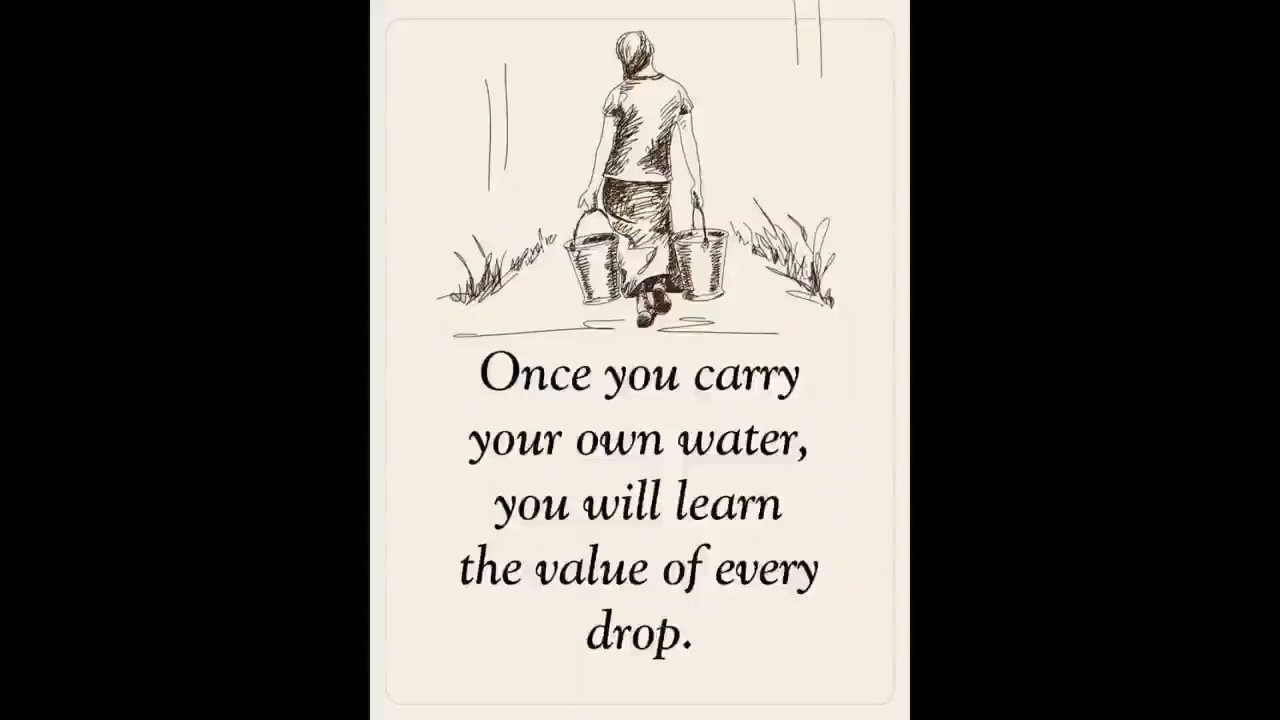 Once you carry
your own water,
you will learn
the value of every
drop.